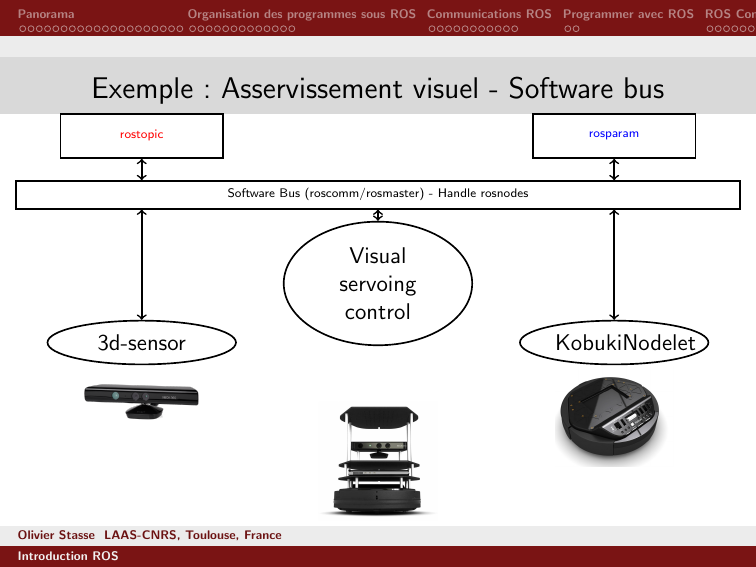 Panorama
Organisation des programmes sous ROS
Communications ROS
Programmer avec ROS
ROS Con
Exemple : Asservissement visuel - Software bus
rostopic
rosparam
Software Bus (roscomm/rosmaster) - Handle rosnodes
Visual
servoing
control
3d-sensor
KobukiNodelet
Olivier Stasse LAAS-CNRS, Toulouse, France
Introduction ROS